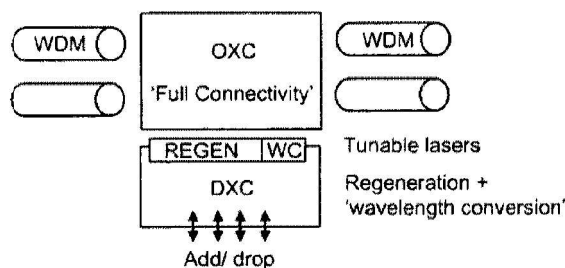 WDM
OXC
WDM
'Full Connectivity'
REGEN
WC
Tunable lasers
DXC
Regeneration +
'wavelength conversion'
Add/ drop